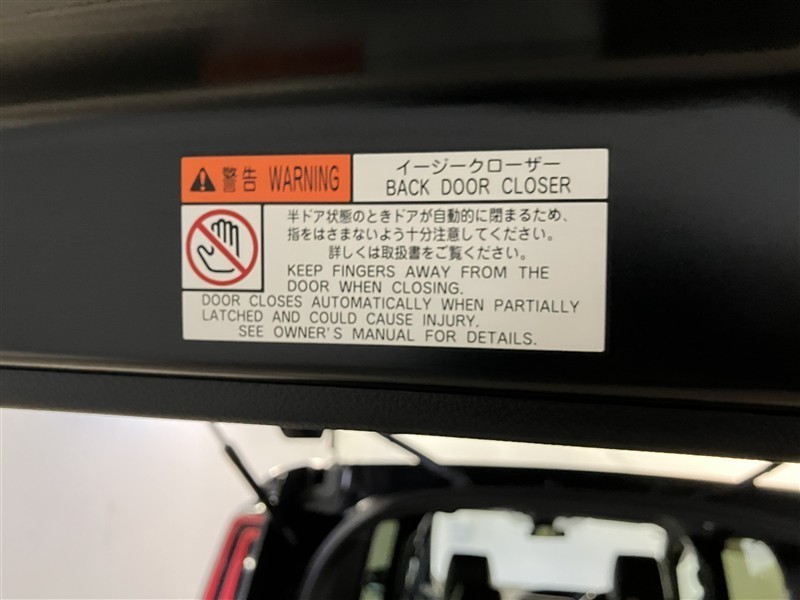 警告 WARNING
イージークローザー
BACK DOOR CLOSER
半ドア状態のときドアが自動的に閉まるため、
指をはさまないよう十分注意してください。
詳しくは取扱書をご覧ください。
KEEP FINGERS AWAY FROM THE
DOOR WHEN CLOSING.
DOOR CLOSES AUTOMATICALLY WHEN PARTIALLY
LATCHED AND COULD CAUSE INJURY.
SEE OWNER'S MANUAL FOR DETAILS.